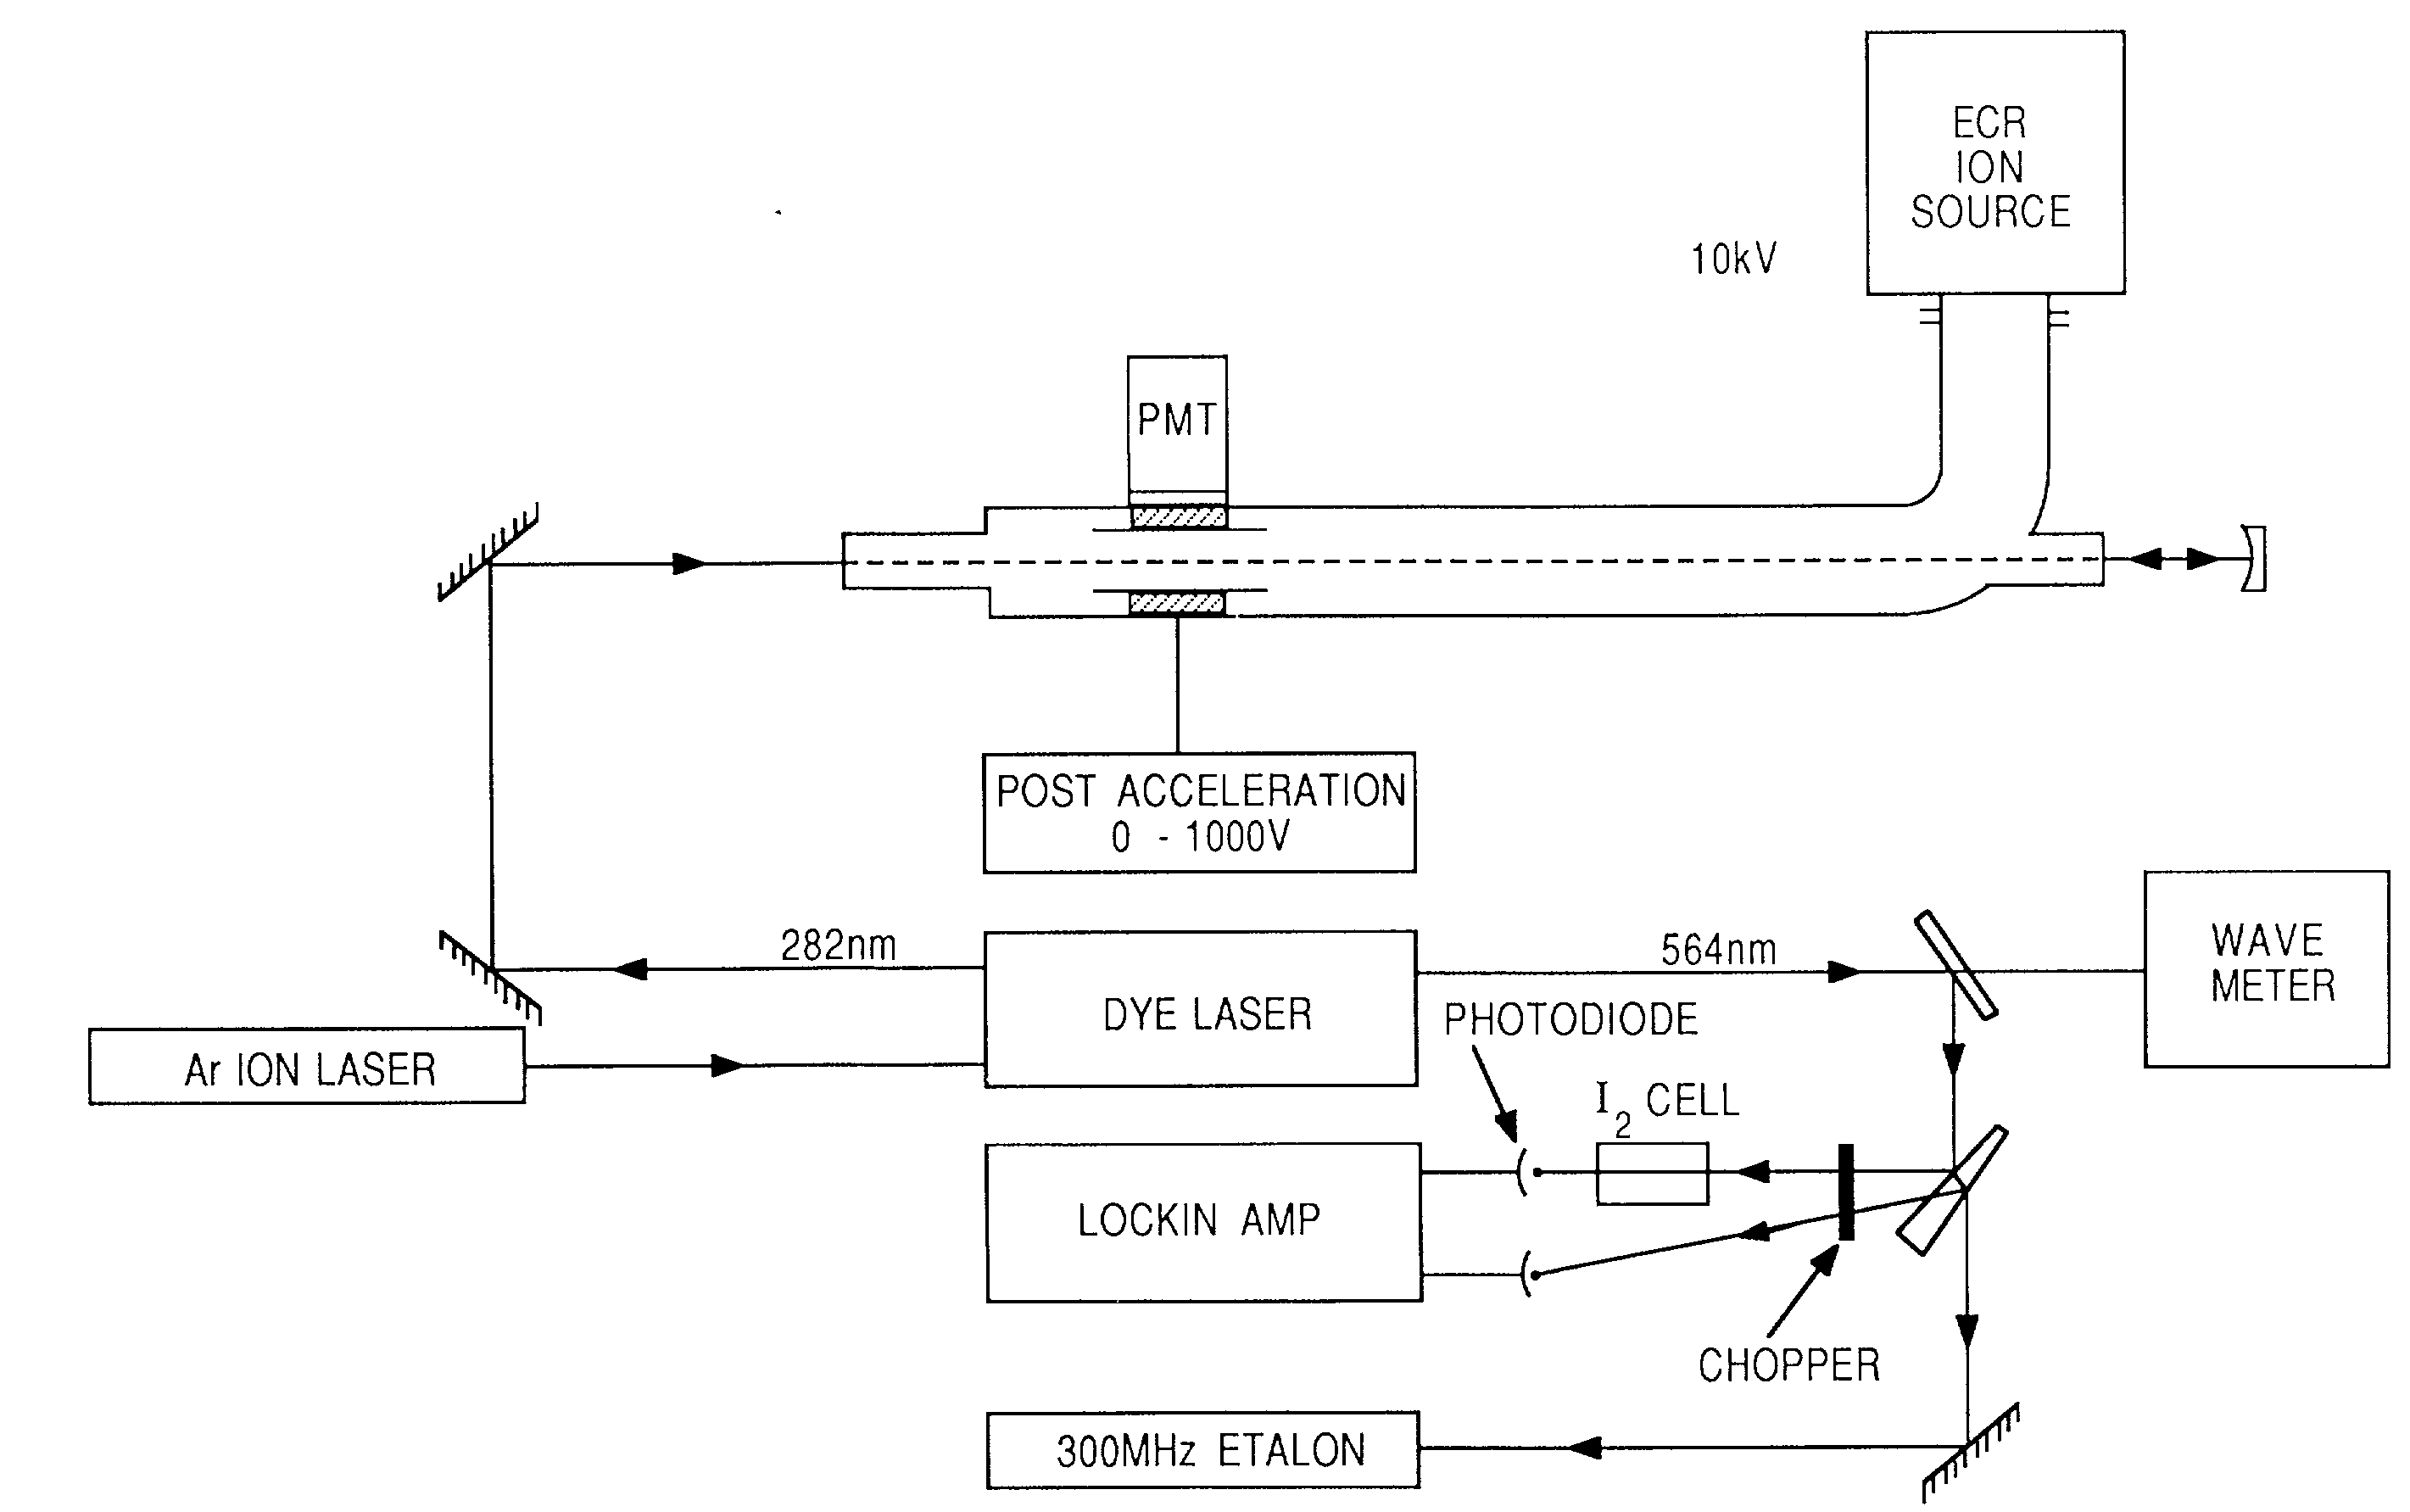 ECR
ION
SOURCE
10kV
PMT
POST ACCELERATION
0 - 1000V
282nm
564nm
WAVE
METER
DYE LASER
PHOTODIODE
Ar ION LASER
I2 CELL
LOCKIN AMP
CHOPPER
300MHz ETALON